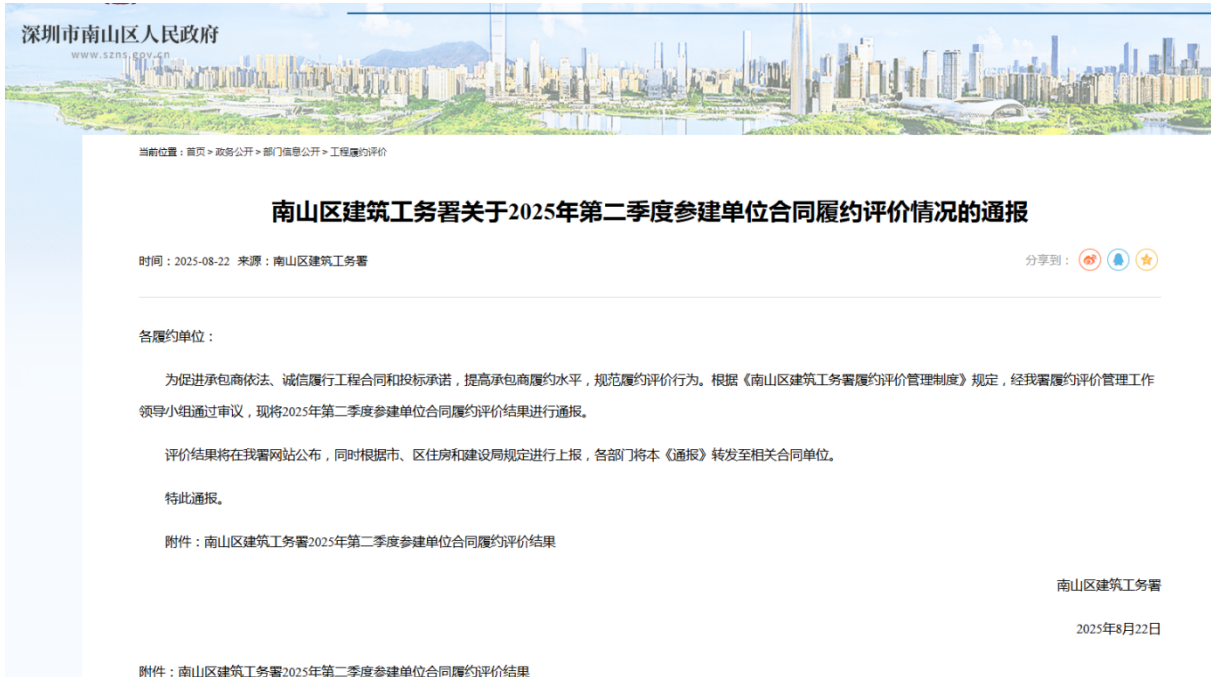 深圳市南山区人民政府
www.szns.gov.cn
当前位置：首页 > 政务公开 > 部门信息公开 > 工程履约评价
南山区建筑工务署关于2025年第二季度参建单位合同履约评价情况的通报
时间：2025-08-22 来源：南山区建筑工务署
分享到：
各履约单位：
为促进承包商依法、诚信履行工程合同和投标承诺，提高承包商履约水平，规范履约评价行为。根据《南山区建筑工务署履约评价管理制度》规定，经我署履约评价管理工作
领导小组通过审议，现将2025年第二季度参建单位合同履约评价结果进行通报。
评价结果将在我署网站公布，同时根据市、区住房和建设局规定进行上报，各部门将本《通报》转发至相关合同单位。
特此通报。
附件：南山区建筑工务署2025年第二季度参建单位合同履约评价结果
南山区建筑工务署
2025年8月22日
附件：南山区建筑工务署2025年第二季度参建单位合同履约评价结果